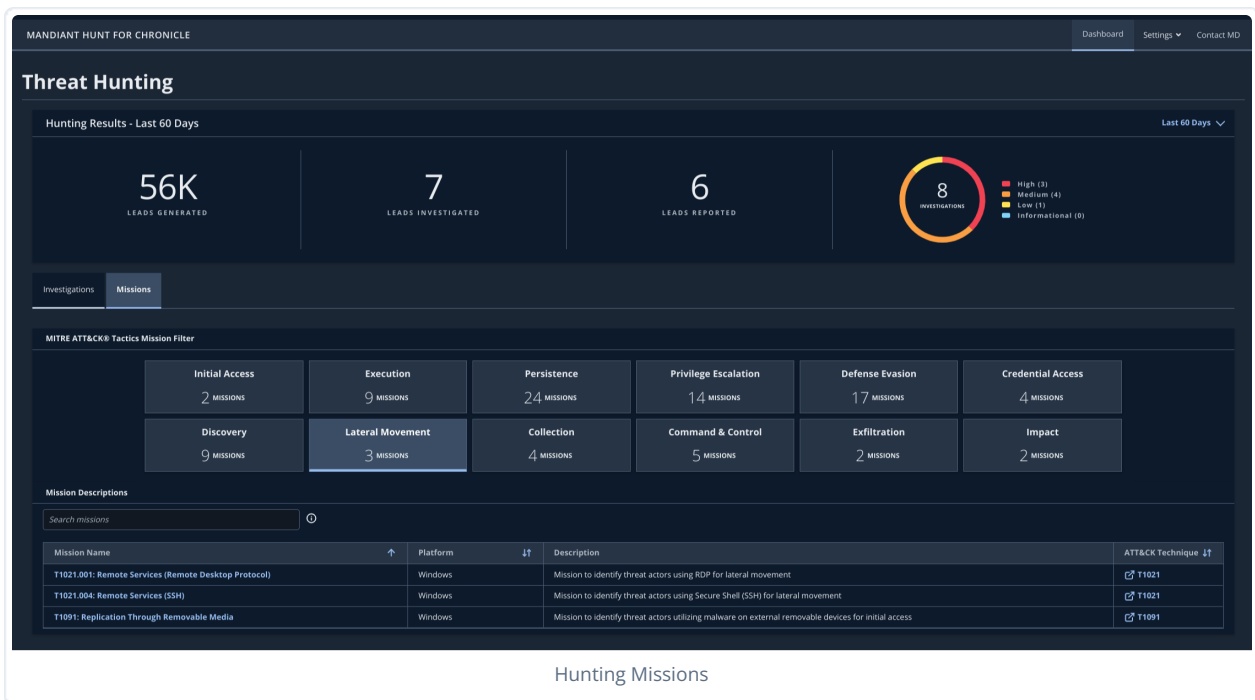 MANDIANT HUNT FOR CHRONICLE
Dashboard Settings Contact MD
Threat Hunting
Hunting Results - Last 60 Days
Last 60 Days
56K
LEADS GENERATED
7
LEADS INVESTIGATED
6
LEADS REPORTED
8
INVESTIGATIONS
High (3)
Medium (4)
Low (1)
Informational (0)
Investigations Missions
MITRE ATT&CK® Tactics Mission Filter
Initial Access
2 MISSIONS
Execution
9 MISSIONS
Persistence
24 MISSIONS
Privilege Escalation
14 MISSIONS
Defense Evasion
17 MISSIONS
Credential Access
4 MISSIONS
Discovery
9 MISSIONS
Lateral Movement
3 MISSIONS
Collection
4 MISSIONS
Command & Control
5 MISSIONS
Exfiltration
2 MISSIONS
Impact
2 MISSIONS
Mission Descriptions
Search missions
Mission Name Platform Description ATT&CK Technique
T1021.001: Remote Services (Remote Desktop Protocol) Windows Mission to identify threat actors using RDP for lateral movement T1021
T1021.004: Remote Services (SSH) Windows Mission to identify threat actors using Secure Shell (SSH) for lateral movement T1021
T1091: Replication Through Removable Media Windows Mission to identify threat actors utilizing malware on external removable devices for initial access T1091
Hunting Missions